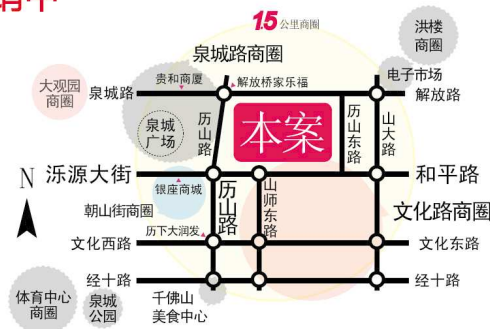 15公里商圈
洪楼
商圈
泉城路商圈
电子市场
贵和商厦
解放桥家乐福
大观园
商圈
泉城路
解放路
泉城
广场
历山路
本案
历山东路
山大路
N
泺源大街
和平路
银座商城
历山路
山师东路
朝山街商圈
文化路商圈
历下大润发
文化西路
文化东路
经十路
经十路
体育中心
商圈
泉城
公园
千佛山
美食中心